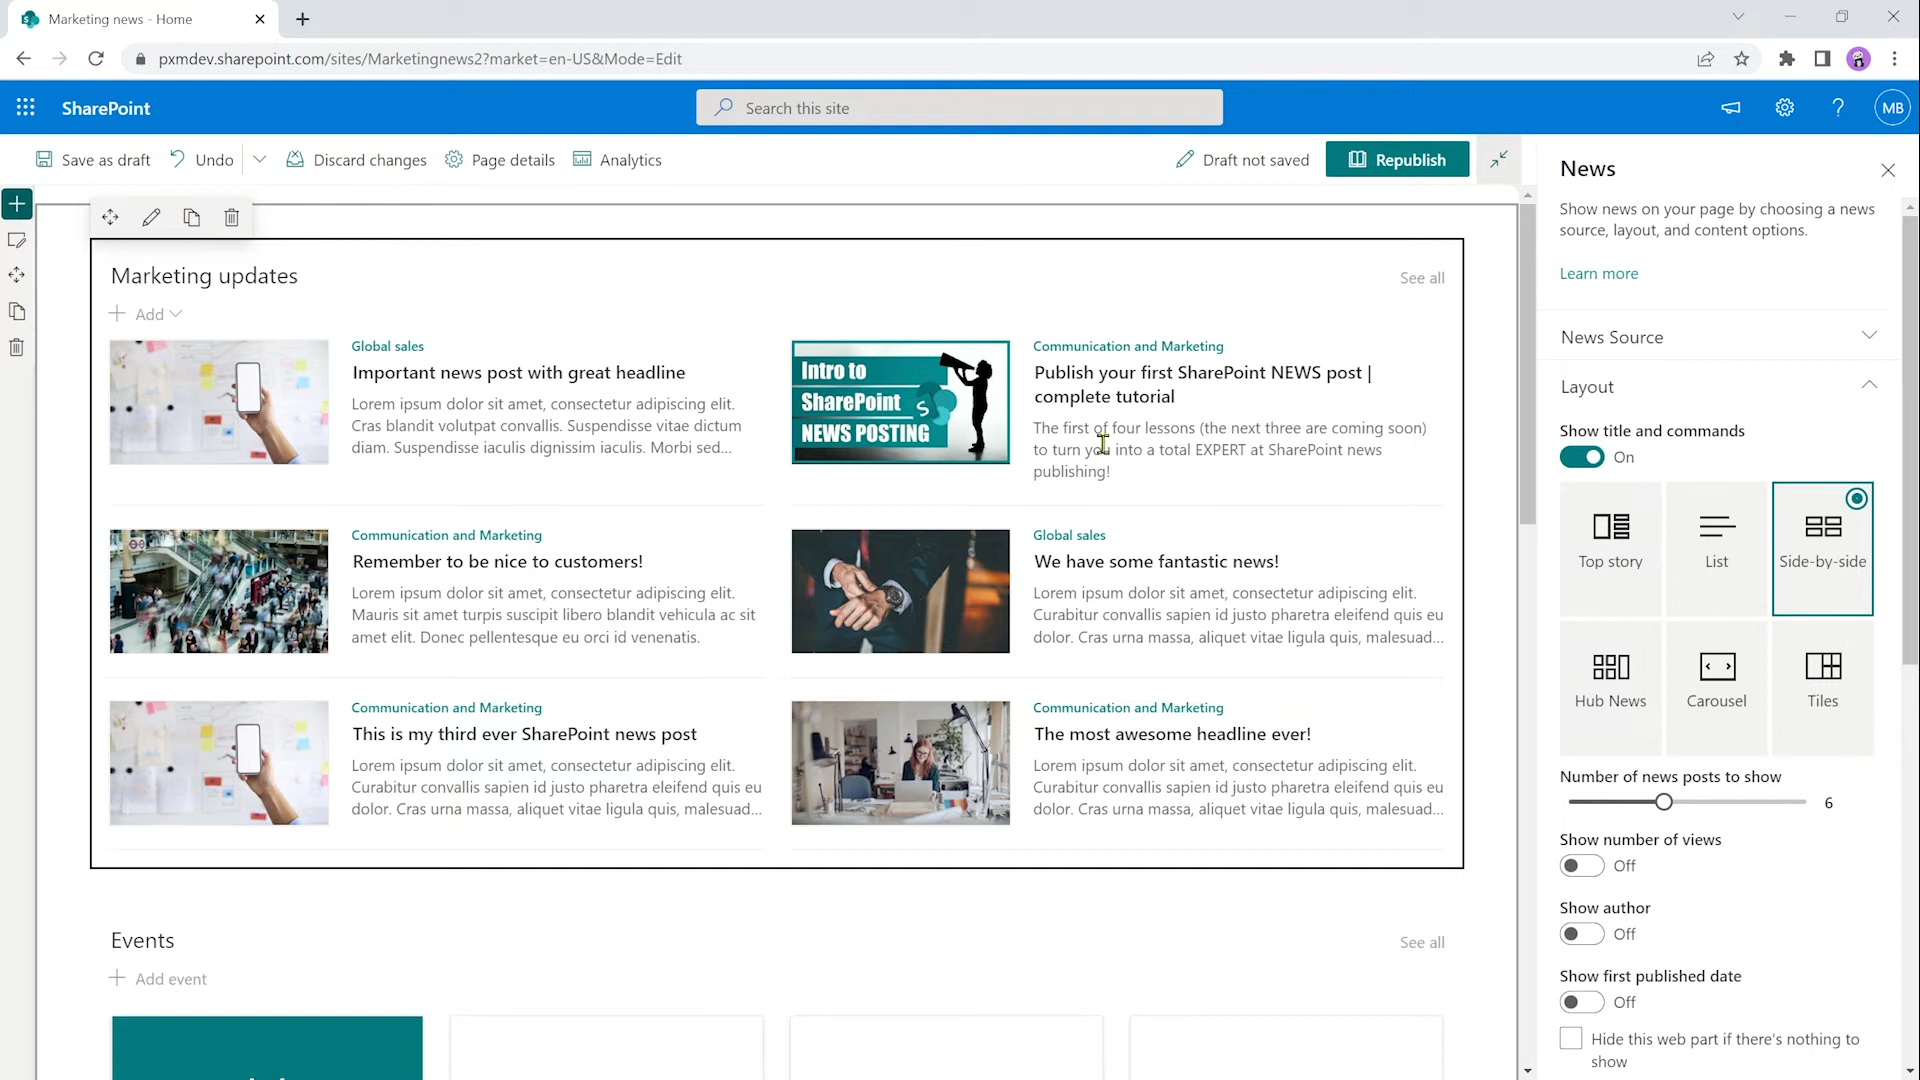 Marketing news - Home
pxmdev.sharepoint.com/sites/Marketingnews2?market=en-US&Mode=Edit
SharePoint
Search this site
MB
Save as draft
Undo
Discard changes
Page details
Analytics
Draft not saved
Republish
Marketing updates
See all
Add
Global sales
Important news post with great headline
Lorem ipsum dolor sit amet, consectetur adipiscing elit.
Cras blandit volutpat convallis. Suspendisse vitae dictum
diam. Suspendisse iaculis dignissim iaculis. Morbi sed...
Intro to
SharePoint
NEWS POSTING
S
Communication and Marketing
Publish your first SharePoint NEWS post |
complete tutorial
The first of four lessons (the next three are coming soon)
to turn you into a total EXPERT at SharePoint news
publishing!
Communication and Marketing
Remember to be nice to customers!
Lorem ipsum dolor sit amet, consectetur adipiscing elit.
Mauris sit amet turpis suscipit libero blandit vehicula ac sit
amet elit. Donec pellentesque eu orci id venenatis.
Global sales
We have some fantastic news!
Lorem ipsum dolor sit amet, consectetur adipiscing elit.
Curabitur convallis sapien id justo pharetra eleifend quis eu
dolor. Cras urna massa, aliquet vitae ligula quis, malesuad...
Communication and Marketing
This is my third ever SharePoint news post
Lorem ipsum dolor sit amet, consectetur adipiscing elit.
Curabitur convallis sapien id justo pharetra eleifend quis eu
dolor. Cras urna massa, aliquet vitae ligula quis, malesuad...
Communication and Marketing
The most awesome headline ever!
Lorem ipsum dolor sit amet, consectetur adipiscing elit.
Curabitur convallis sapien id justo pharetra eleifend quis eu
dolor. Cras urna massa, aliquet vitae ligula quis, malesuad...
Events
See all
Add event
News
Show news on your page by choosing a news
source, layout, and content options.
Learn more
News Source
Layout
Show title and commands
On
Top story
List
Side-by-side
Hub News
Carousel
Tiles
Number of news posts to show
6
Show number of views
Off
Show author
Off
Show first published date
Off
Hide this web part if there's nothing to
show